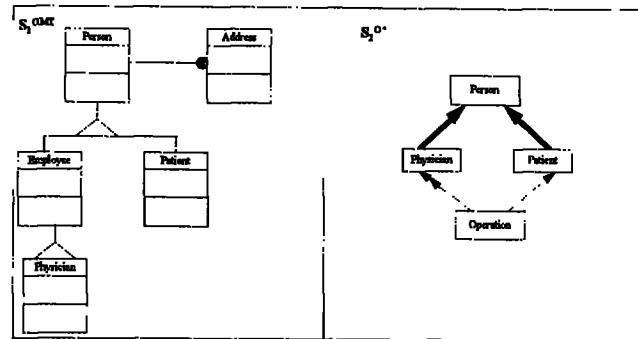 S₁ᴼᴹᵀ
Person
Address
Employee
Patient
Physician
S₂ᴼ*
Person
Physician
Patient
Operation